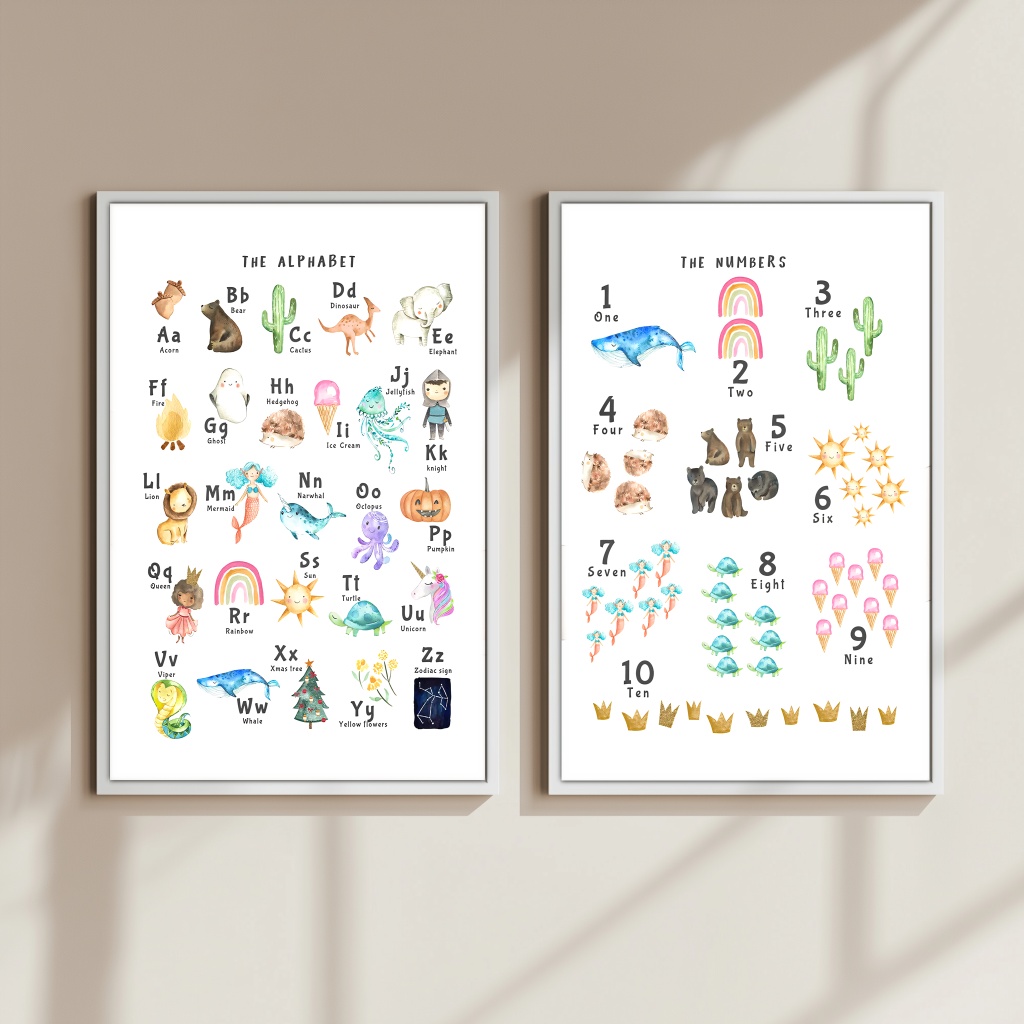 THE ALPHABET
Aa
Acorn
Bb
Bear
Cc
Cactus
Dd
Dinosaur
Ee
Elephant
Ff
Fire
Gg
Ghost
Hh
Hedgehog
Ii
Ice Cream
Jj
Jellyfish
Kk
knight
Ll
Lion
Mm
Mermaid
Nn
Narwhal
Oo
Octopus
Pp
Pumpkin
Qq
Queen
Rr
Rainbow
Ss
Sun
Tt
Turtle
Uu
Unicorn
Vv
Viper
Ww
Whale
Xx
Xmas tree
Yy
Yellow flowers
Zz
Zodiac sign
THE NUMBERS
1
One
2
Two
3
Three
4
Four
5
Five
6
Six
7
Seven
8
Eight
9
Nine
10
Ten